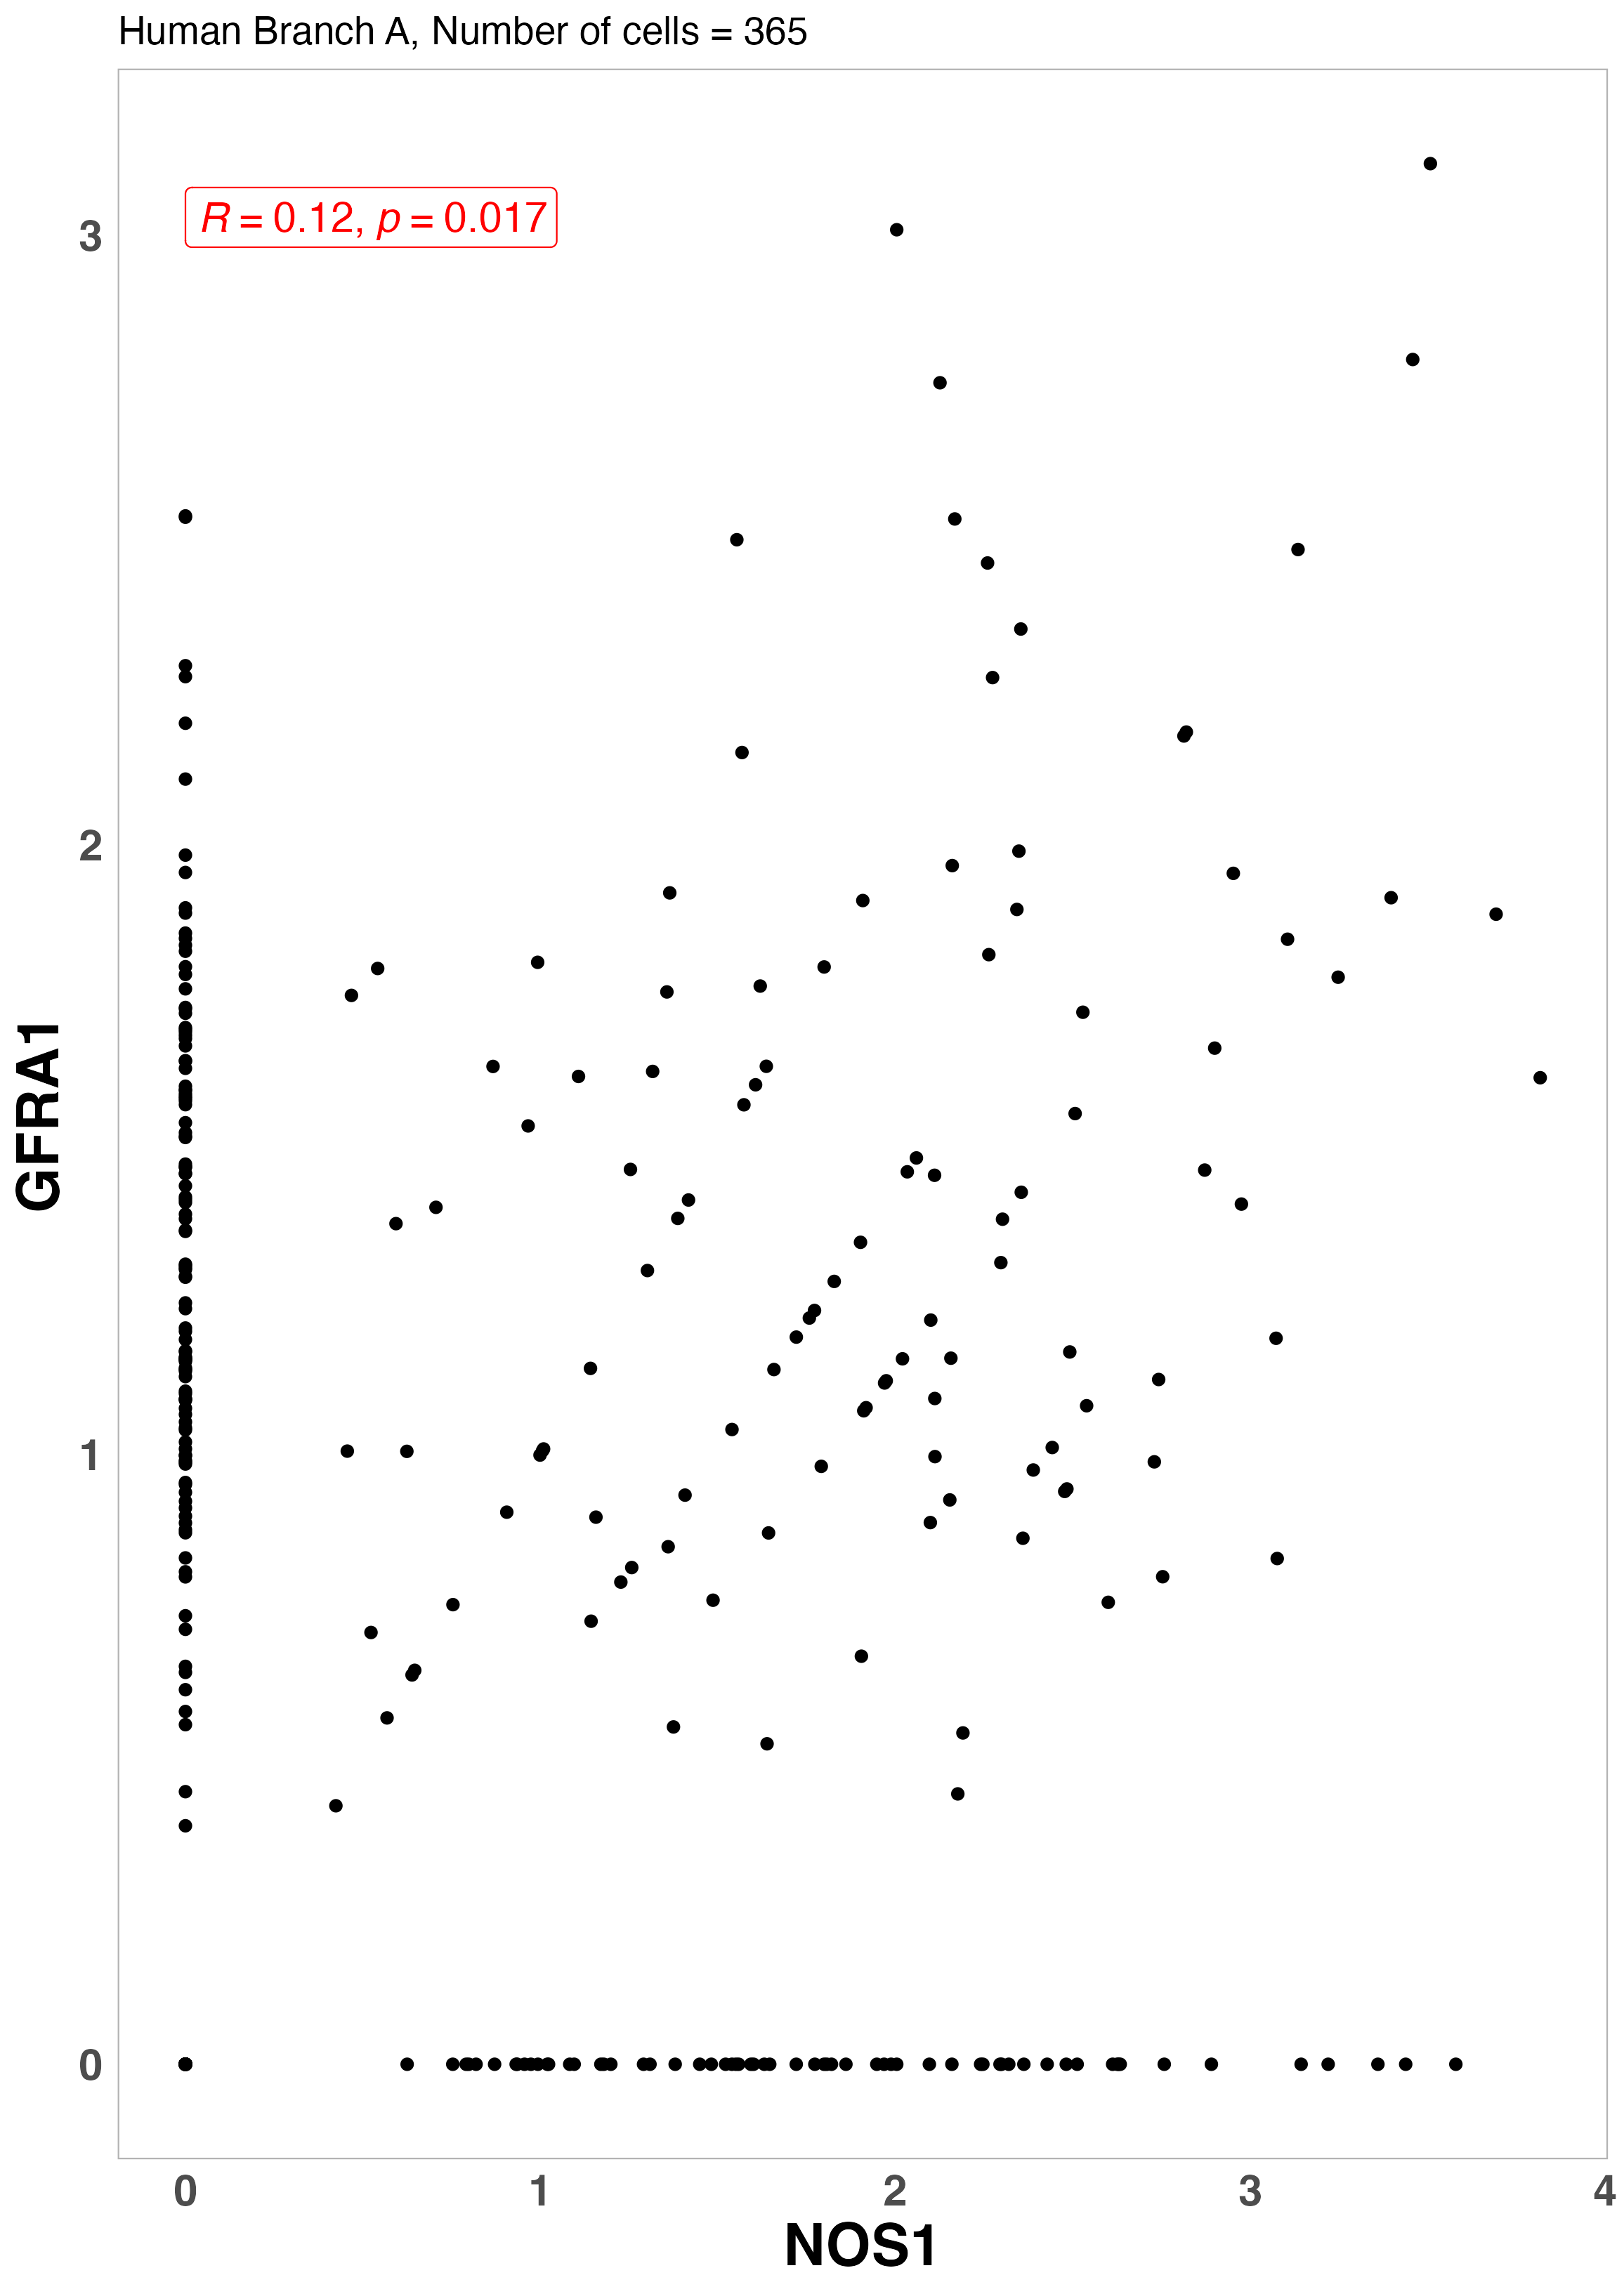 Human Branch A, Number of cells = 365
R = 0.12, p = 0.017
3
2
1
0
GFRA1
0 1 2 3 4
NOS1